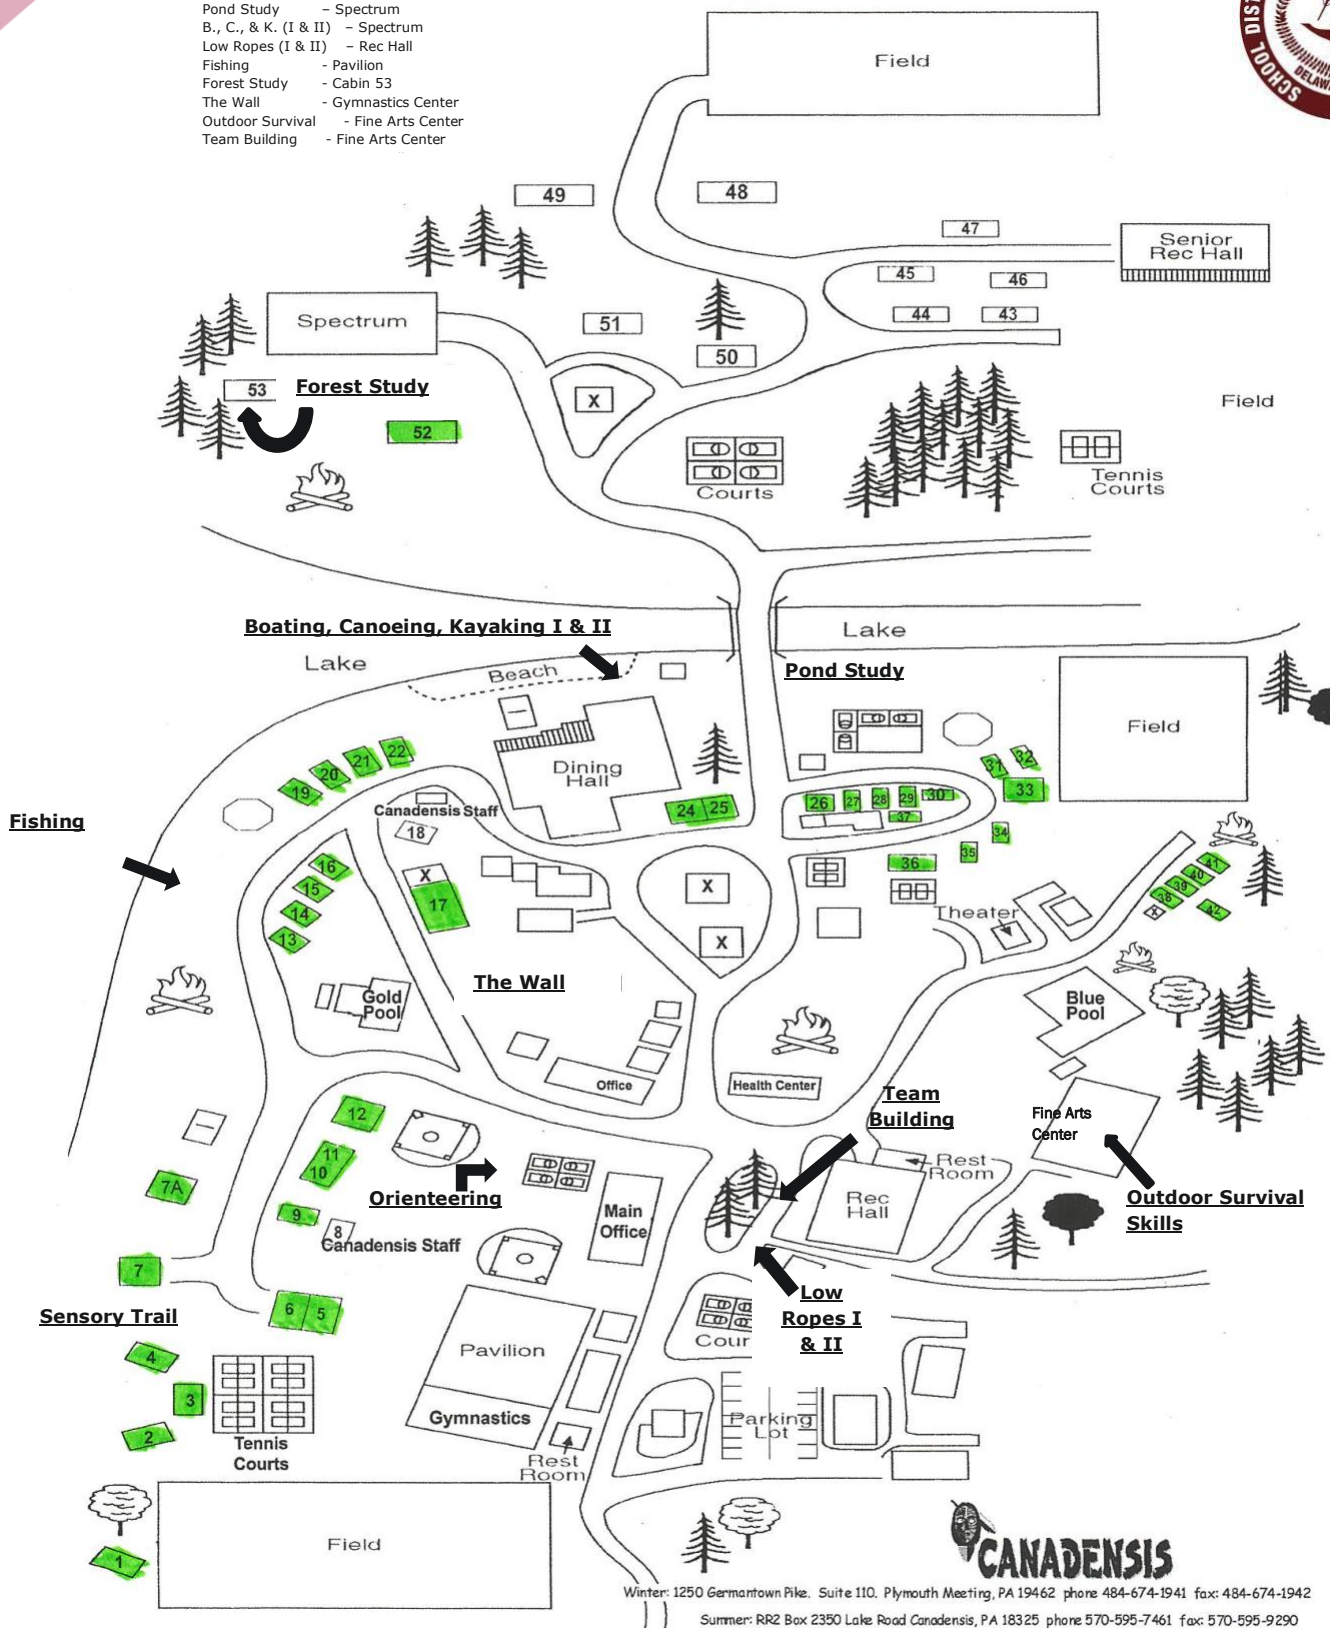 Pond Study – Spectrum
B., C., & K. (I & II) – Spectrum
Low Ropes (I & II) – Rec Hall
Fishing - Pavilion
Forest Study - Cabin 53
The Wall - Gymnastics Center
Outdoor Survival - Fine Arts Center
Team Building - Fine Arts Center
SCHOOL DIST
DELAW
Field
49
48
47
Senior
Rec Hall
45
46
44
43
Spectrum
51
50
53
Forest Study
X
Field
52
Courts
Tennis
Courts
Boating, Canoeing, Kayaking I & II
Lake
Lake
Beach
Pond Study
Field
Dining
Hall
22
21
20
19
31
32
33
Canadensis Staff
18
24
25
26
27
28
29
30
37
Fishing
34
35
36
16
15
14
13
X
17
X
X
41
40
39
38
X
42
Theater
The Wall
Gold
Pool
Blue
Pool
Office
Health Center
Team
Building
Fine Arts
Center
12
11
10
Rest
Room
7A
Orienteering
Main
Office
Rec
Hall
Outdoor Survival
Skills
9
8
Canadensis Staff
7
6
5
Sensory Trail
Low
Ropes I
& II
Cour
4
3
2
Pavilion
Gymnastics
Parking
Lot
Tennis
Courts
Rest
Room
Field
1
CANADENSIS
Winter: 1250 Germantown Pike. Suite 110. Plymouth Meeting, PA 19462 phone 484-674-1941 fax: 484-674-1942
Summer: RR2 Box 2350 Lake Road Canadensis, PA 18325 phone 570-595-7461 fax: 570-595-9290